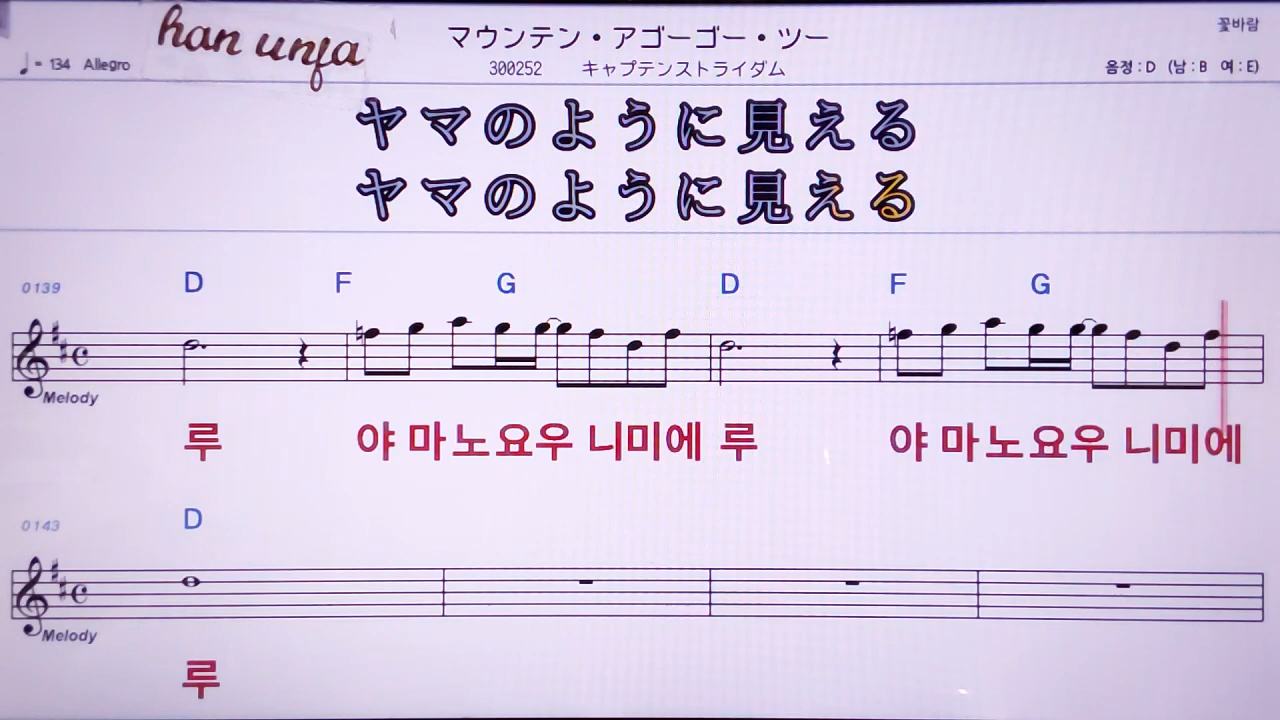 han unja
マウンテン・アゴーゴー・ツー
꽃바람
♩= 134 Allegro
300252 キャプテンストライダム
음정 : D (남 : B 여 : E)
ヤマのように見える
ヤマのように見える
0139 D F G D F G
Melody
루 야 마노요우 니미에 루 야 마노요우 니미에
0143 D
Melody
루